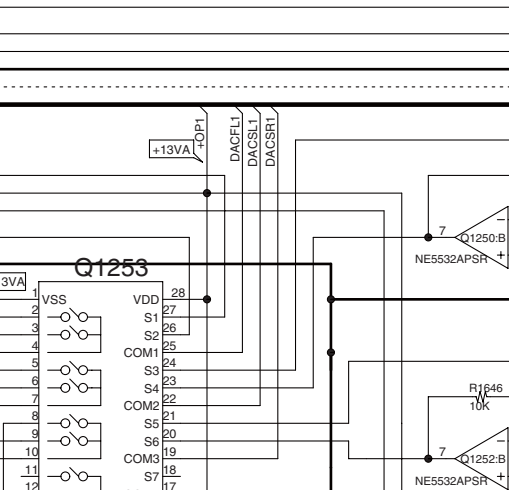 +OP1
DACFL1
DACSL1
DACSR1
+13VA
7
Q1250:B
NE5532APSR
Q1253
3VA
1 VSS VDD 28
2 S1 27
3 S2 26
4 COM1 25
5 S3 24
6 S4 23
7 COM2 22
8 S5 21
9 S6 20
10 COM3 19
11 S7 18
12 17
R1646
10K
7
Q1252:B
NE5532APSR